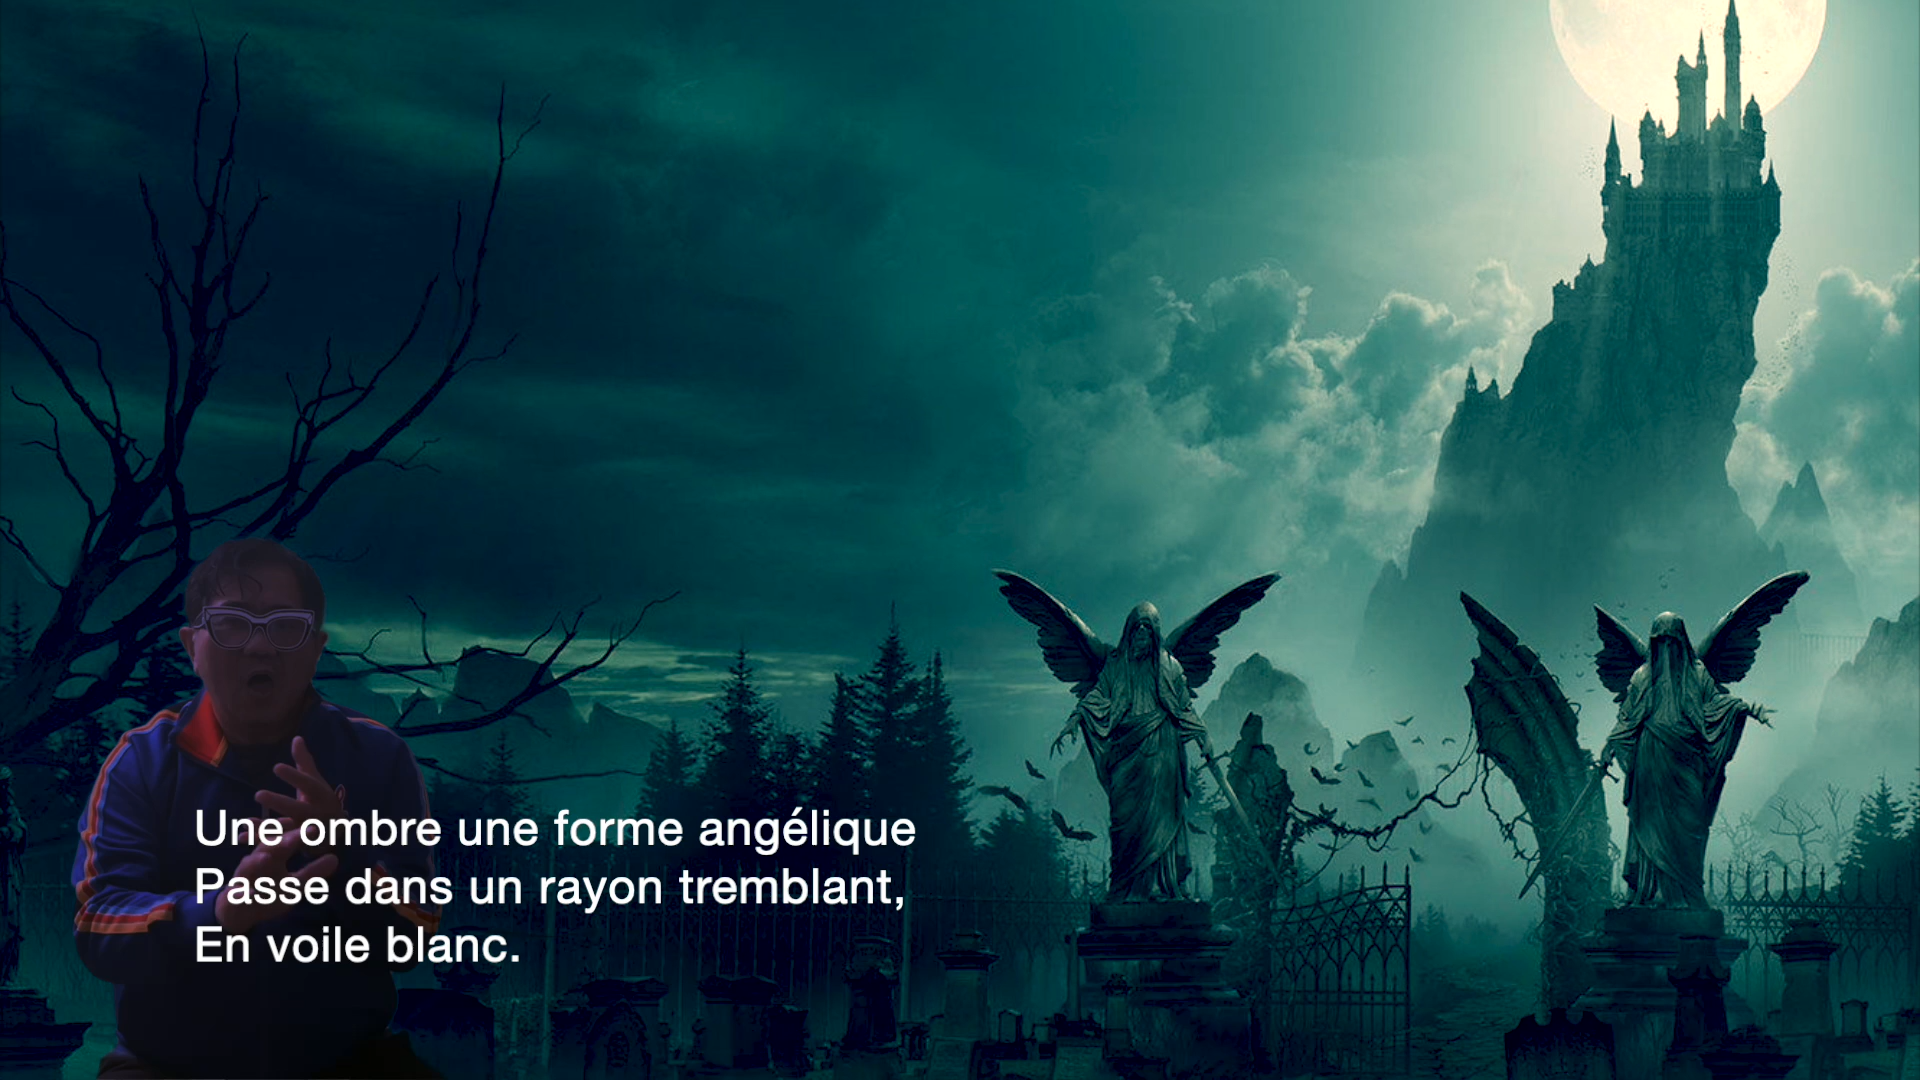 Une ombre une forme angélique
Passe dans un rayon tremblant,
En voile blanc.